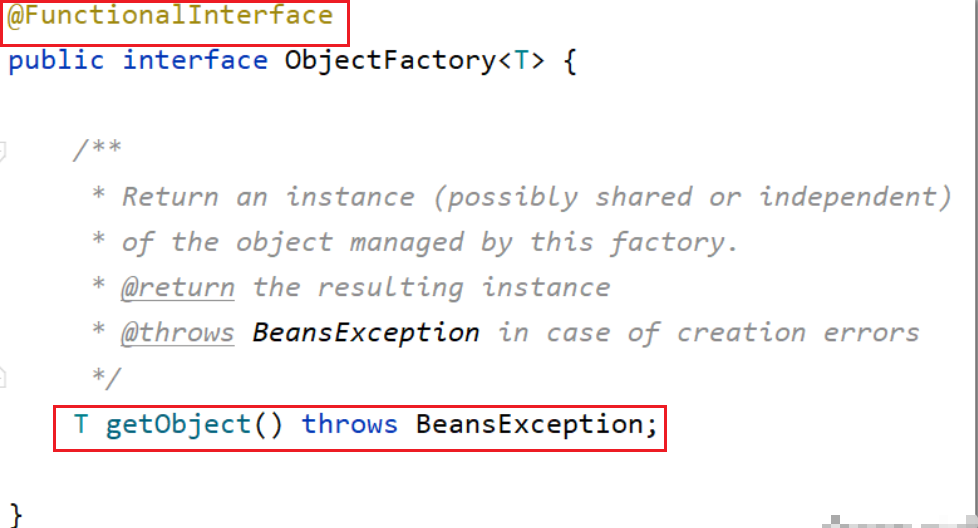 @FunctionalInterface
public interface ObjectFactory<T> {
/**
* Return an instance (possibly shared or independent)
* of the object managed by this factory.
* @return the resulting instance
* @throws BeansException in case of creation errors
*/
T getObject() throws BeansException;
}